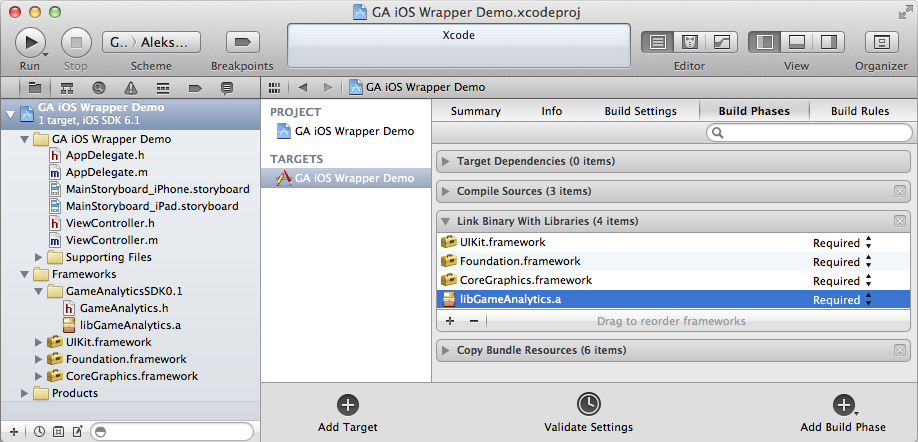 GA iOS Wrapper Demo.xcodeproj
Xcode
G... Aleks...
Run
Stop
Scheme
Breakpoints
Editor
View
Organizer
GA iOS Wrapper Demo
1 target, iOS SDK 6.1
GA iOS Wrapper Demo
AppDelegate.h
AppDelegate.m
MainStoryboard_iPhone.storyboard
MainStoryboard_iPad.storyboard
ViewController.h
ViewController.m
Supporting Files
Frameworks
GameAnalyticsSDK0.1
GameAnalytics.h
libGameAnalytics.a
UIKit.framework
Foundation.framework
CoreGraphics.framework
Products
GA iOS Wrapper Demo
PROJECT
GA iOS Wrapper Demo
TARGETS
GA iOS Wrapper Demo
Summary
Info
Build Settings
Build Phases
Build Rules
Target Dependencies (0 items)
Compile Sources (3 items)
Link Binary With Libraries (4 items)
UIKit.framework Required
Foundation.framework Required
CoreGraphics.framework Required
libGameAnalytics.a Required
Drag to reorder frameworks
Copy Bundle Resources (6 items)
Add Target
Validate Settings
Add Build Phase